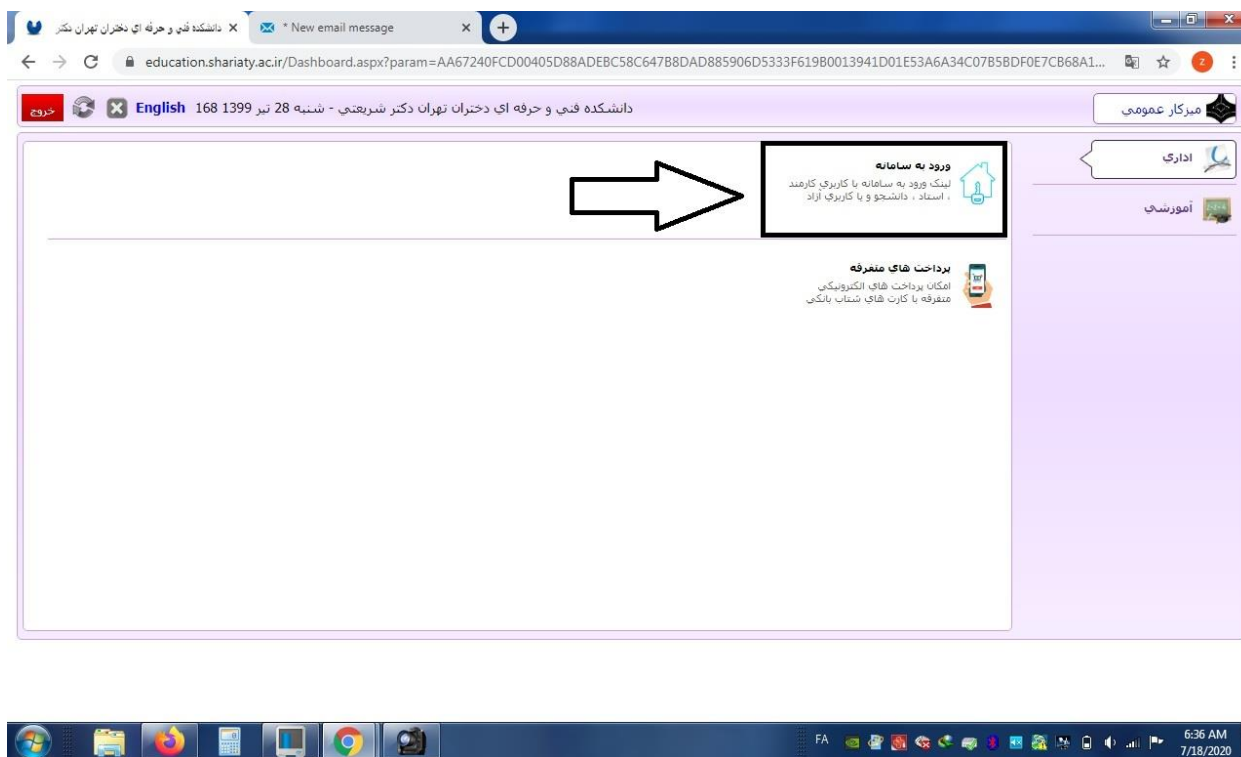 دانشکده فني و حرفه اي دختران تهران دکتر
* New email message
education.shariaty.ac.ir/Dashboard.aspx?param=AA67240FCD00405D88ADEBC58C647B8DAD885906D5333F619B0013941D01E53A6A34C07B5BDF0E7CB68A1...
z
ميزکار عمومي
دانشکده فني و حرفه اي دختران تهران دکتر شريعتي - شنبه 28 تير 1399 168
English
خروج
اداري
آموزشي
ورود به سامانه
لينک ورود به سامانه با کاربري کارمند
، استاد ، دانشجو و يا کاربري آزاد
پرداخت هاي متفرقه
امکان پرداخت هاي الکترونيکي
متفرقه با کارت هاي شتاب بانکي
FA
6:36 AM
7/18/2020